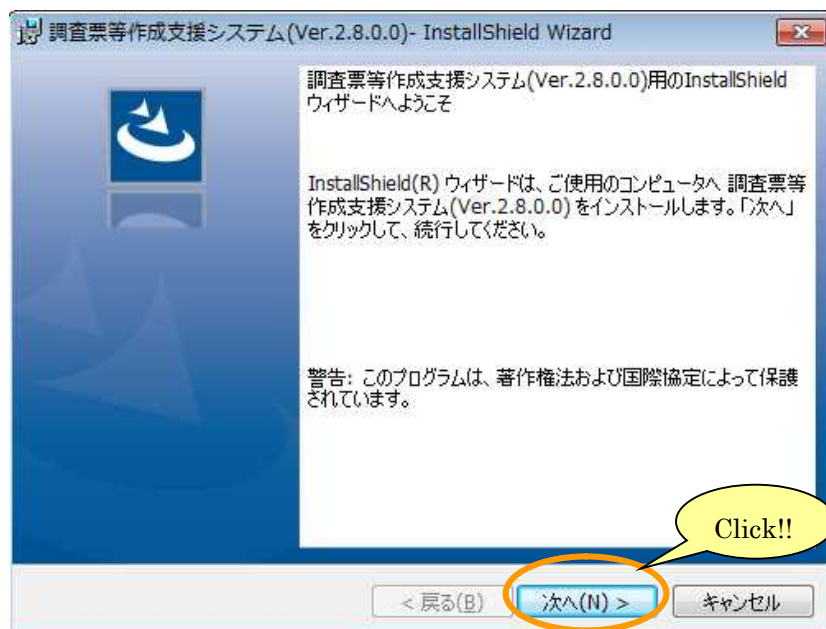 調査票等作成支援システム(Ver.2.8.0.0)- InstallShield Wizard
調査票等作成支援システム(Ver.2.8.0.0)用のInstallShield
ウィザードへようこそ
InstallShield(R) ウィザードは、ご使用のコンピュータへ 調査票等
作成支援システム(Ver.2.8.0.0) をインストールします。「次へ」
をクリックして、続行してください。
警告: このプログラムは、著作権法および国際協定によって保護
されています。
Click!!
< 戻る(B)
次へ(N) >
キャンセル